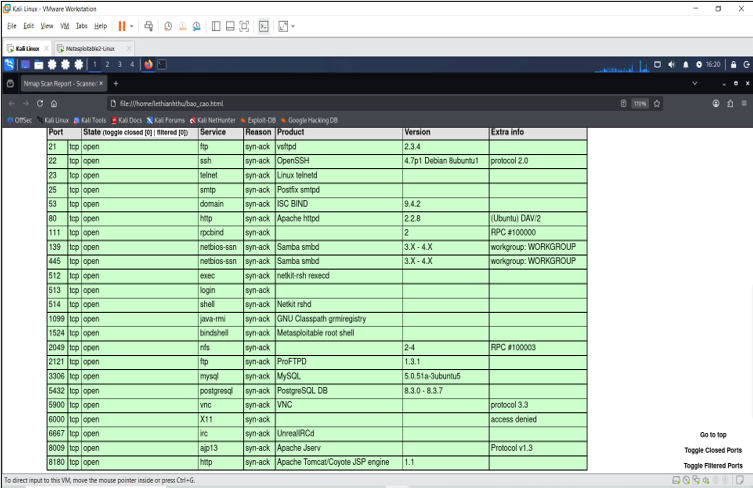 Kali Linux - VMware Workstation
File Edit View VM Tabs Help
Kali Linux Metasploitable2-Linux
1 2 3 4 16:20
Nmap Scan Report - Scanned
file:///home/lethianhthu/bao_cao.html 170%
OffSec Kali Linux Kali Tools Kali Docs Kali Forums Kali NetHunter Exploit-DB Google Hacking DB
Port State (toggle closed [0] | filtered [0]) Service Reason Product Version Extra info
21 tcp open ftp syn-ack vsftpd 2.3.4
22 tcp open ssh syn-ack OpenSSH 4.7p1 Debian 8ubuntu1 protocol 2.0
23 tcp open telnet syn-ack Linux telnetd
25 tcp open smtp syn-ack Postfix smtpd
53 tcp open domain syn-ack ISC BIND 9.4.2
80 tcp open http syn-ack Apache httpd 2.2.8 (Ubuntu) DAV/2
111 tcp open rpcbind syn-ack 2 RPC #100000
139 tcp open netbios-ssn syn-ack Samba smbd 3.X - 4.X workgroup: WORKGROUP
445 tcp open netbios-ssn syn-ack Samba smbd 3.X - 4.X workgroup: WORKGROUP
512 tcp open exec syn-ack netkit-rsh rexecd
513 tcp open login syn-ack
514 tcp open shell syn-ack Netkit rshd
1099 tcp open java-rmi syn-ack GNU Classpath grmiregistry
1524 tcp open bindshell syn-ack Metasploitable root shell
2049 tcp open nfs syn-ack 2-4 RPC #100003
2121 tcp open ftp syn-ack ProFTPD 1.3.1
3306 tcp open mysql syn-ack MySQL 5.0.51a-3ubuntu5
5432 tcp open postgresql syn-ack PostgreSQL DB 8.3.0 - 8.3.7
5900 tcp open vnc syn-ack VNC protocol 3.3
6000 tcp open X11 syn-ack access denied
6667 tcp open irc syn-ack UnrealIRCd
8009 tcp open ajp13 syn-ack Apache Jserv Protocol v1.3
8180 tcp open http syn-ack Apache Tomcat/Coyote JSP engine 1.1
Go to top
Toggle Closed Ports
Toggle Filtered Ports
To direct input to this VM, move the mouse pointer inside or press Ctrl+G.